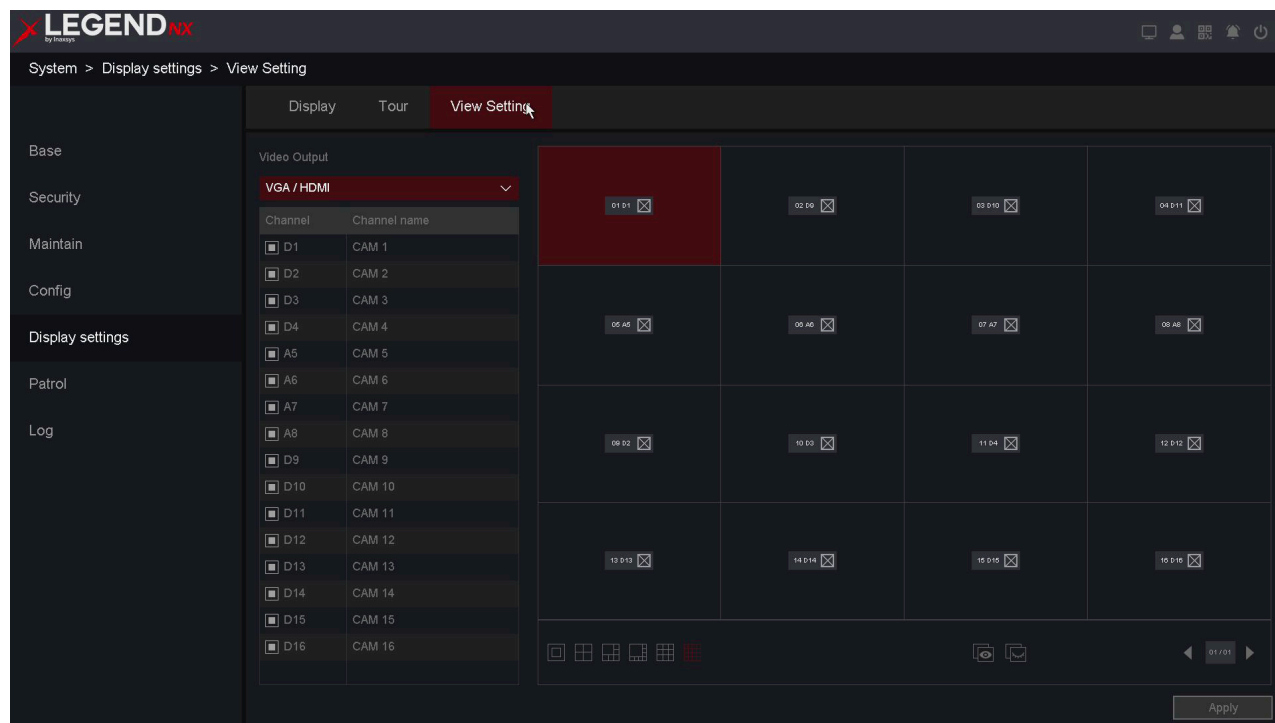 LEGEND NX
by Inaxsys
System > Display settings > View Setting
Display Tour View Setting
Base
Security
Maintain
Config
Display settings
Patrol
Log
Video Output
VGA / HDMI
Channel Channel name
D1 CAM 1
D2 CAM 2
D3 CAM 3
D4 CAM 4
A5 CAM 5
A6 CAM 6
A7 CAM 7
A8 CAM 8
D9 CAM 9
D10 CAM 10
D11 CAM 11
D12 CAM 12
D13 CAM 13
D14 CAM 14
D15 CAM 15
D16 CAM 16
01 D1 02 D9 03 D10 04 D11
05 A5 06 A6 07 A7 08 A8
09 D2 10 D3 11 D4 12 D12
13 D13 14 D14 15 D15 16 D16
01 / 01
Apply